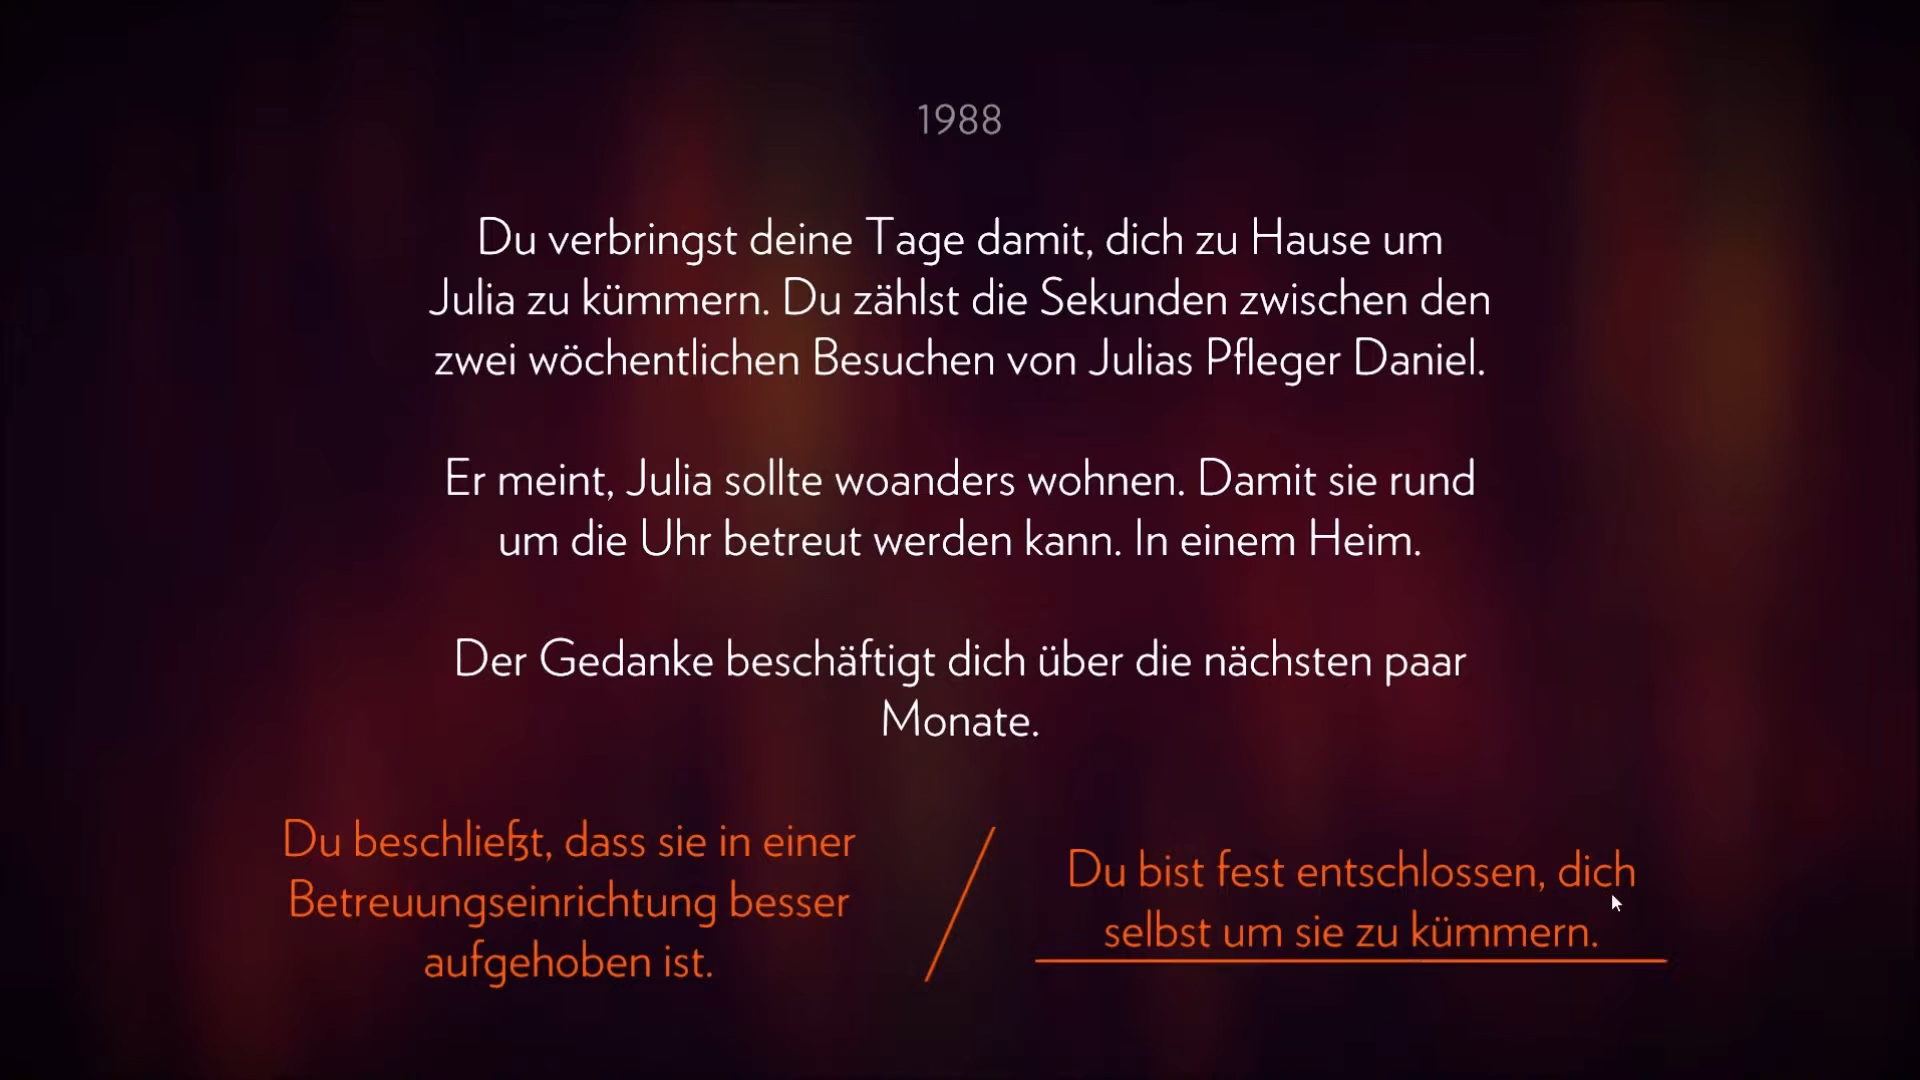 1988
Du verbringst deine Tage damit, dich zu Hause um
Julia zu kümmern. Du zählst die Sekunden zwischen den
zwei wöchentlichen Besuchen von Julias Pfleger Daniel.
Er meint, Julia sollte woanders wohnen. Damit sie rund
um die Uhr betreut werden kann. In einem Heim.
Der Gedanke beschäftigt dich über die nächsten paar
Monate.
Du beschließt, dass sie in einer
Betreuungseinrichtung besser
aufgehoben ist.
Du bist fest entschlossen, dich
selbst um sie zu kümmern.